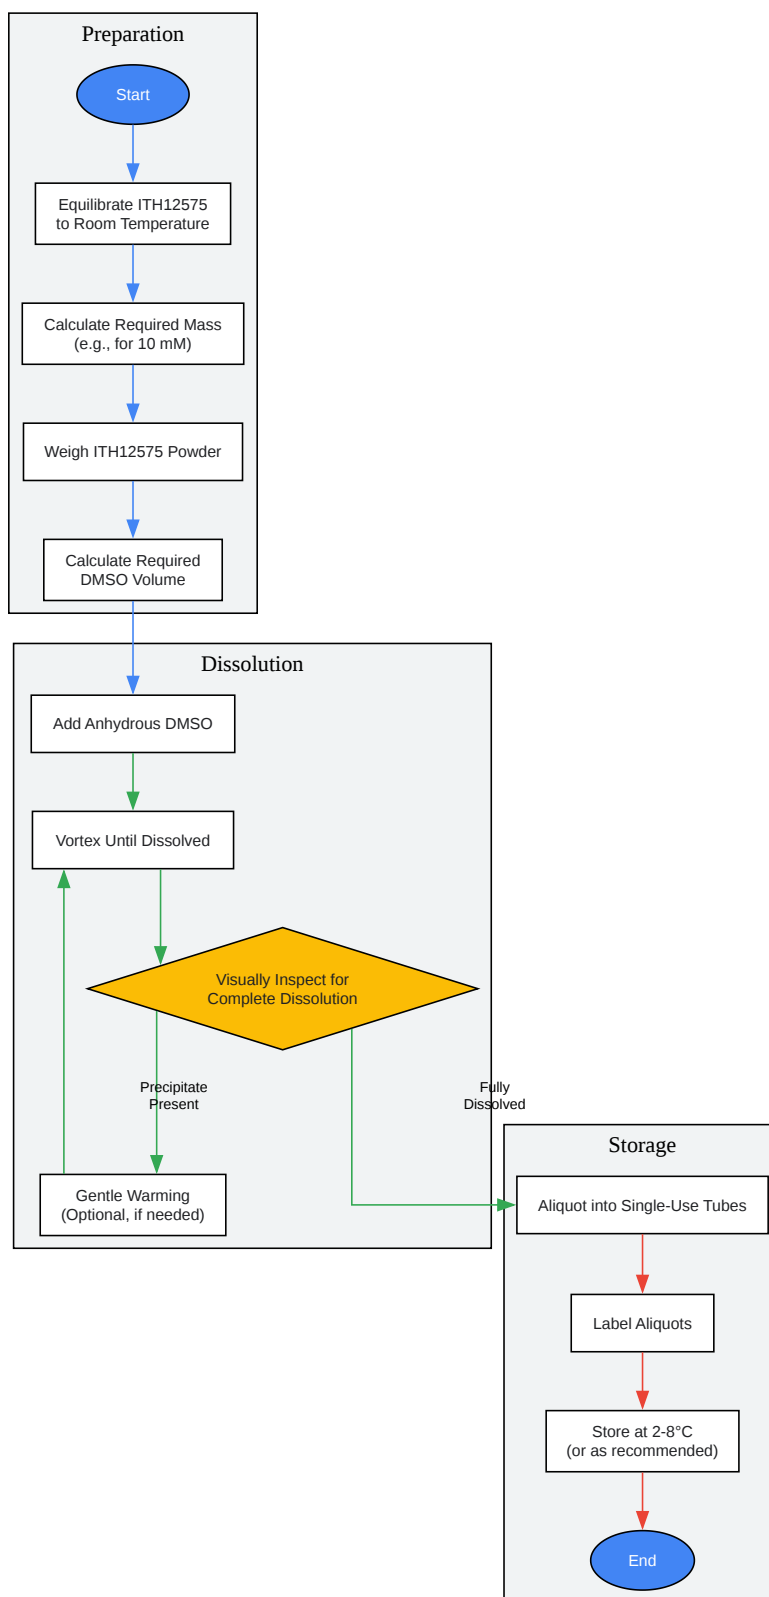 Preparation
Start
Equilibrate ITH12575
to Room Temperature
Calculate Required Mass
(e.g., for 10 mM)
Weigh ITH12575 Powder
Calculate Required
DMSO Volume
Dissolution
Add Anhydrous DMSO
Vortex Until Dissolved
Visually Inspect for
Complete Dissolution
Precipitate
Present
Fully
Dissolved
Gentle Warming
(Optional, if needed)
Storage
Aliquot into Single-Use Tubes
Label Aliquots
Store at 2-8°C
(or as recommended)
End